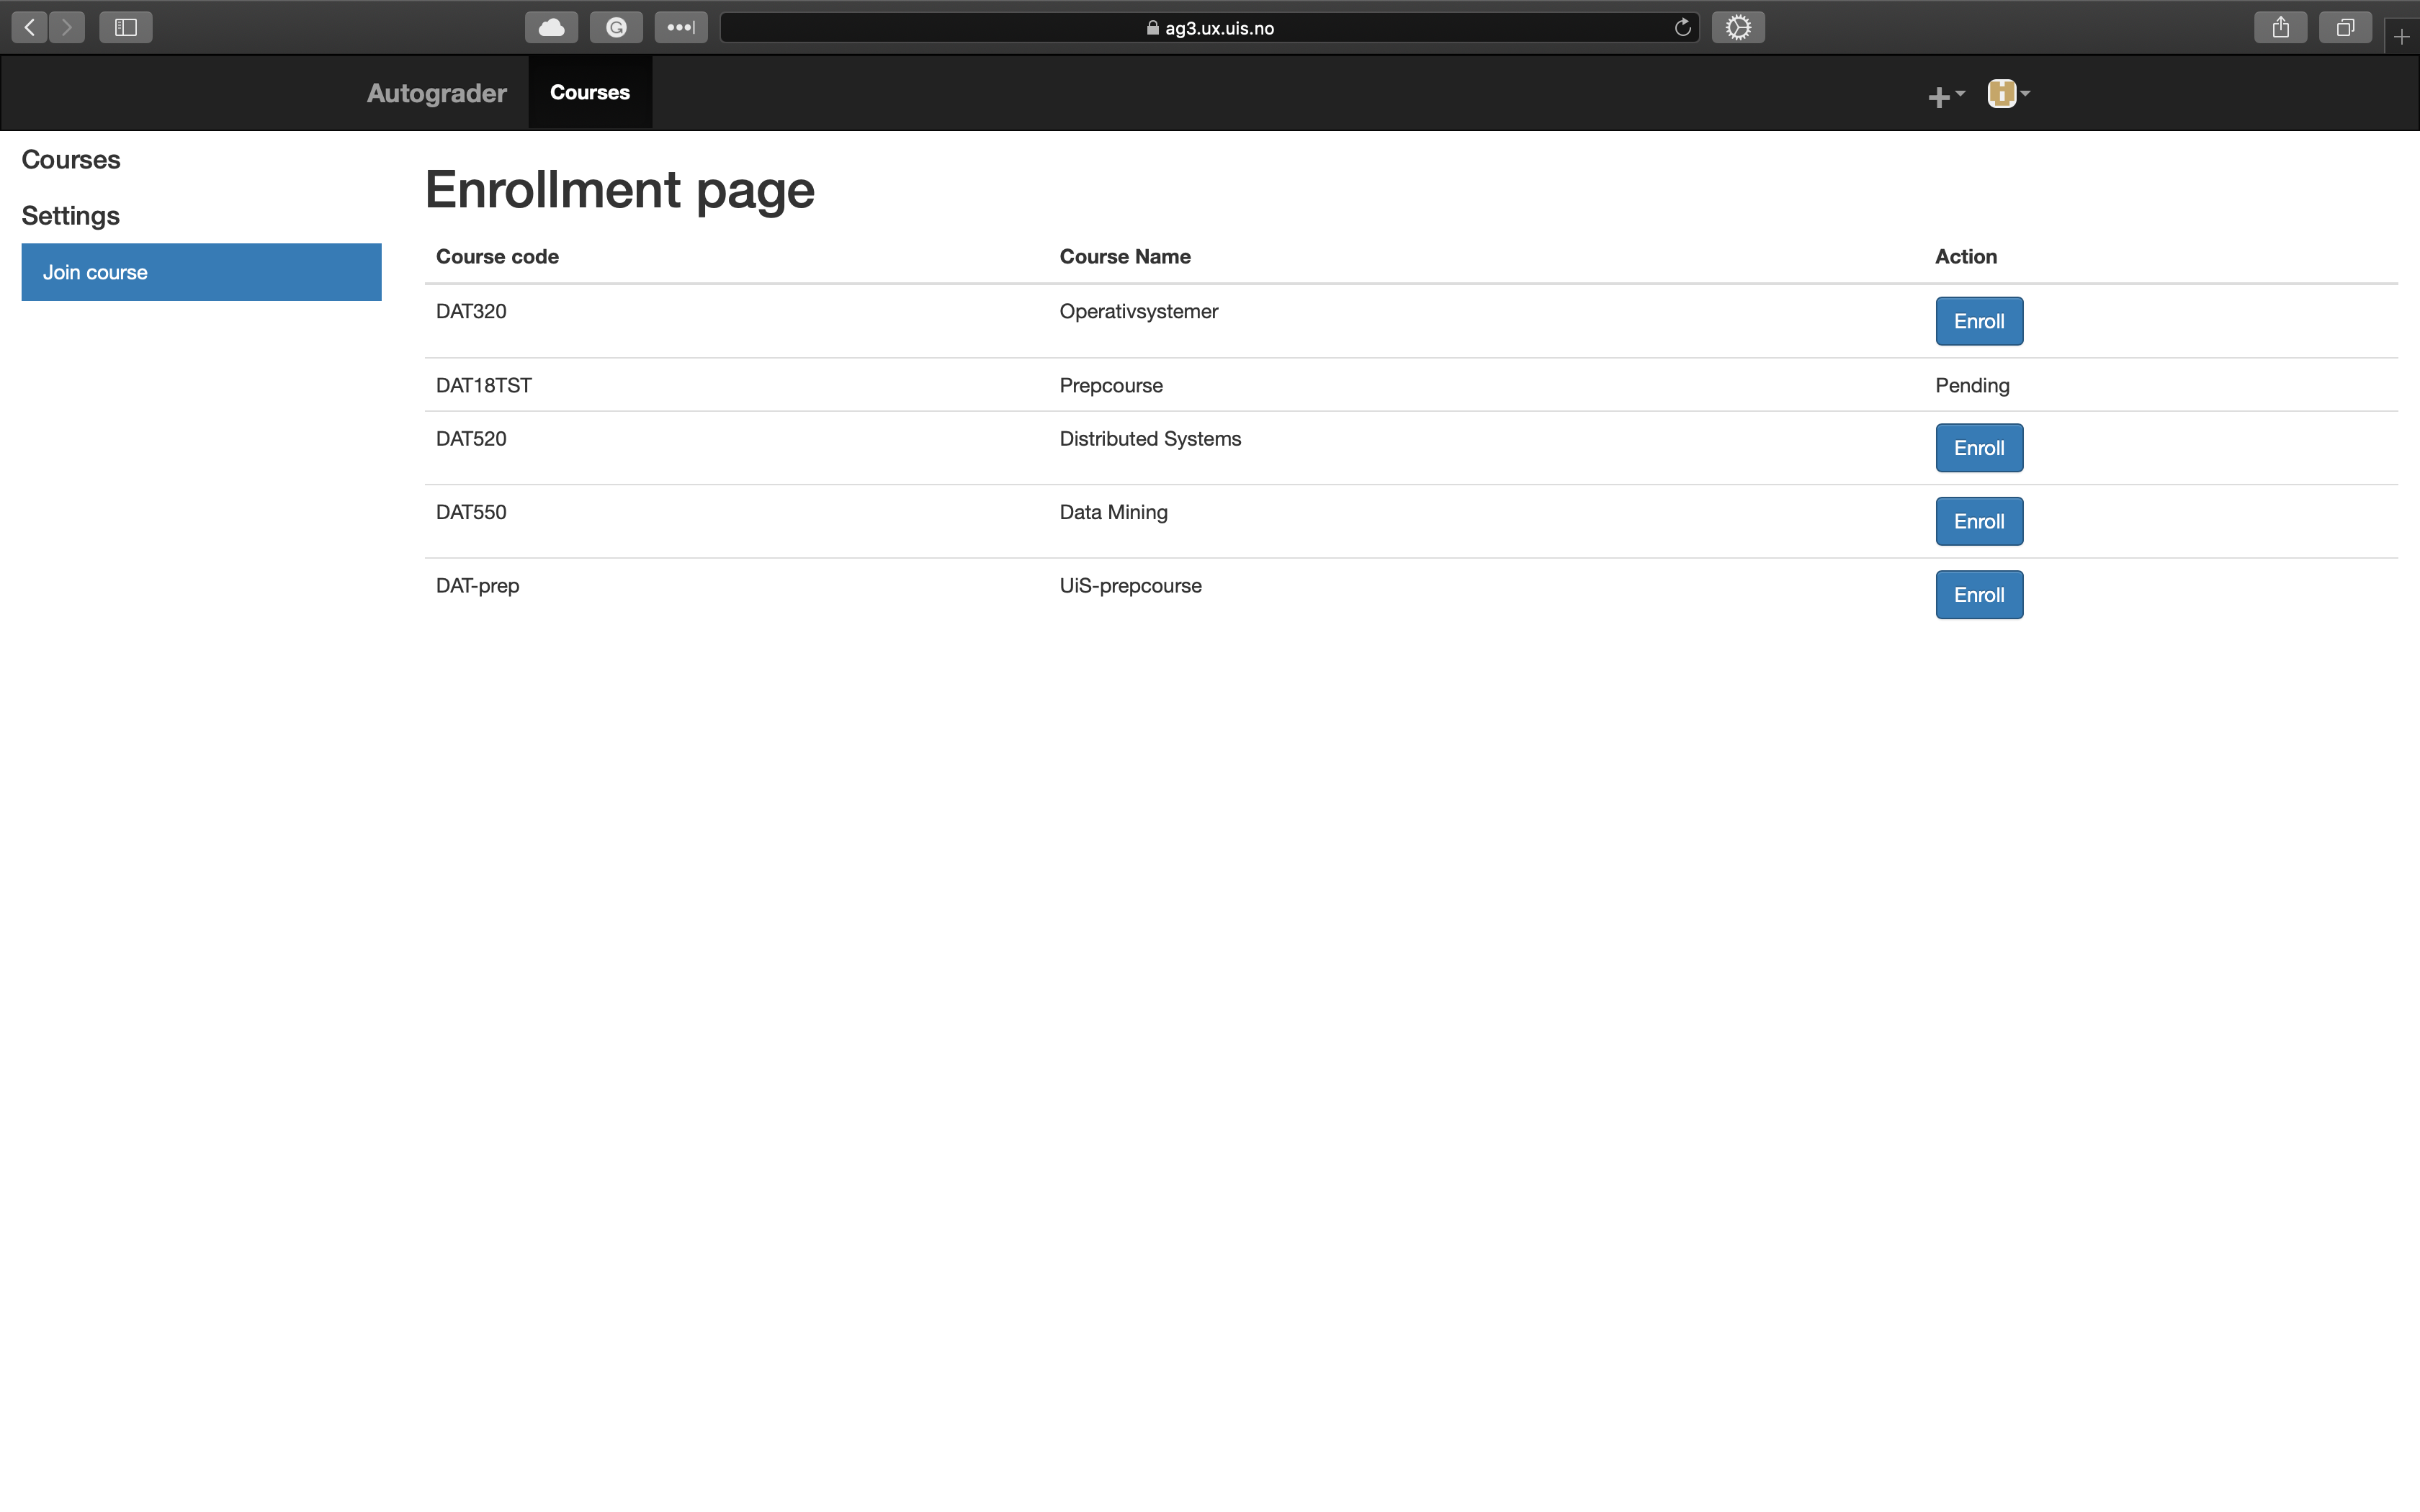 ag3.ux.uis.no
Autograder Courses
Courses
Settings
Join course
Enrollment page
Course code Course Name Action
DAT320 Operativsystemer Enroll
DAT18TST Prepcourse Pending
DAT520 Distributed Systems Enroll
DAT550 Data Mining Enroll
DAT-prep UiS-prepcourse Enroll